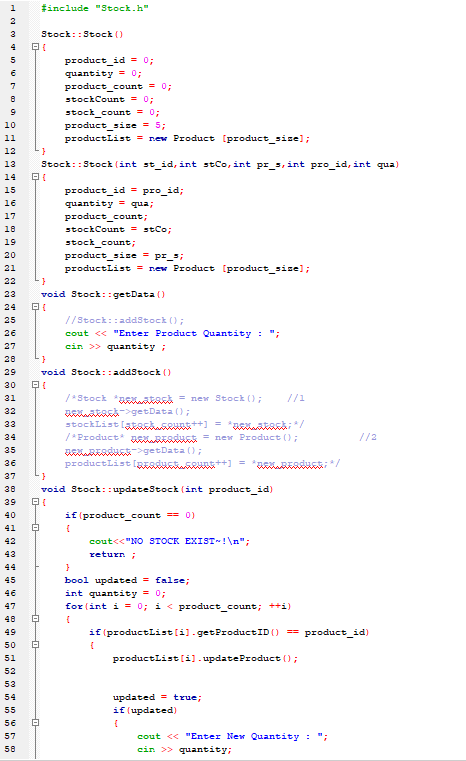 1 #include "Stock.h"
2
3 Stock::Stock()
4 {
5 product_id = 0;
6 quantity = 0;
7 product_count = 0;
8 stockCount = 0;
9 stock_count = 0;
10 product_size = 5;
11 productList = new Product [product_size];
12 }
13 Stock::Stock(int st_id,int stCo,int pr_s,int pro_id,int qua)
14 {
15 product_id = pro_id;
16 quantity = qua;
17 product_count;
18 stockCount = stCo;
19 stock_count;
20 product_size = pr_s;
21 productList = new Product [product_size];
22 }
23 void Stock::getData()
24 {
25 //Stock::addStock();
26 cout << "Enter Product Quantity : ";
27 cin >> quantity ;
28 }
29 void Stock::addStock()
30 {
31 /*Stock *new_stock = new Stock(); //1
32 new_stock->getData();
33 stockList[stock_count++] = *new_stock;*/
34 /*Product* new_product = new Product(); //2
35 new_product->getData();
36 productList[product_count++] = *new_product;*/
37 }
38 void Stock::updateStock(int product_id)
39 {
40 if(product_count == 0)
41 {
42 cout<<"NO STOCK EXIST~!\n";
43 return ;
44 }
45 bool updated = false;
46 int quantity = 0;
47 for(int i = 0; i < product_count; ++i)
48 {
49 if(productList[i].getProductID() == product_id)
50 {
51 productList[i].updateProduct();
52
53
54 updated = true;
55 if(updated)
56 {
57 cout << "Enter New Quantity : ";
58 cin >> quantity;